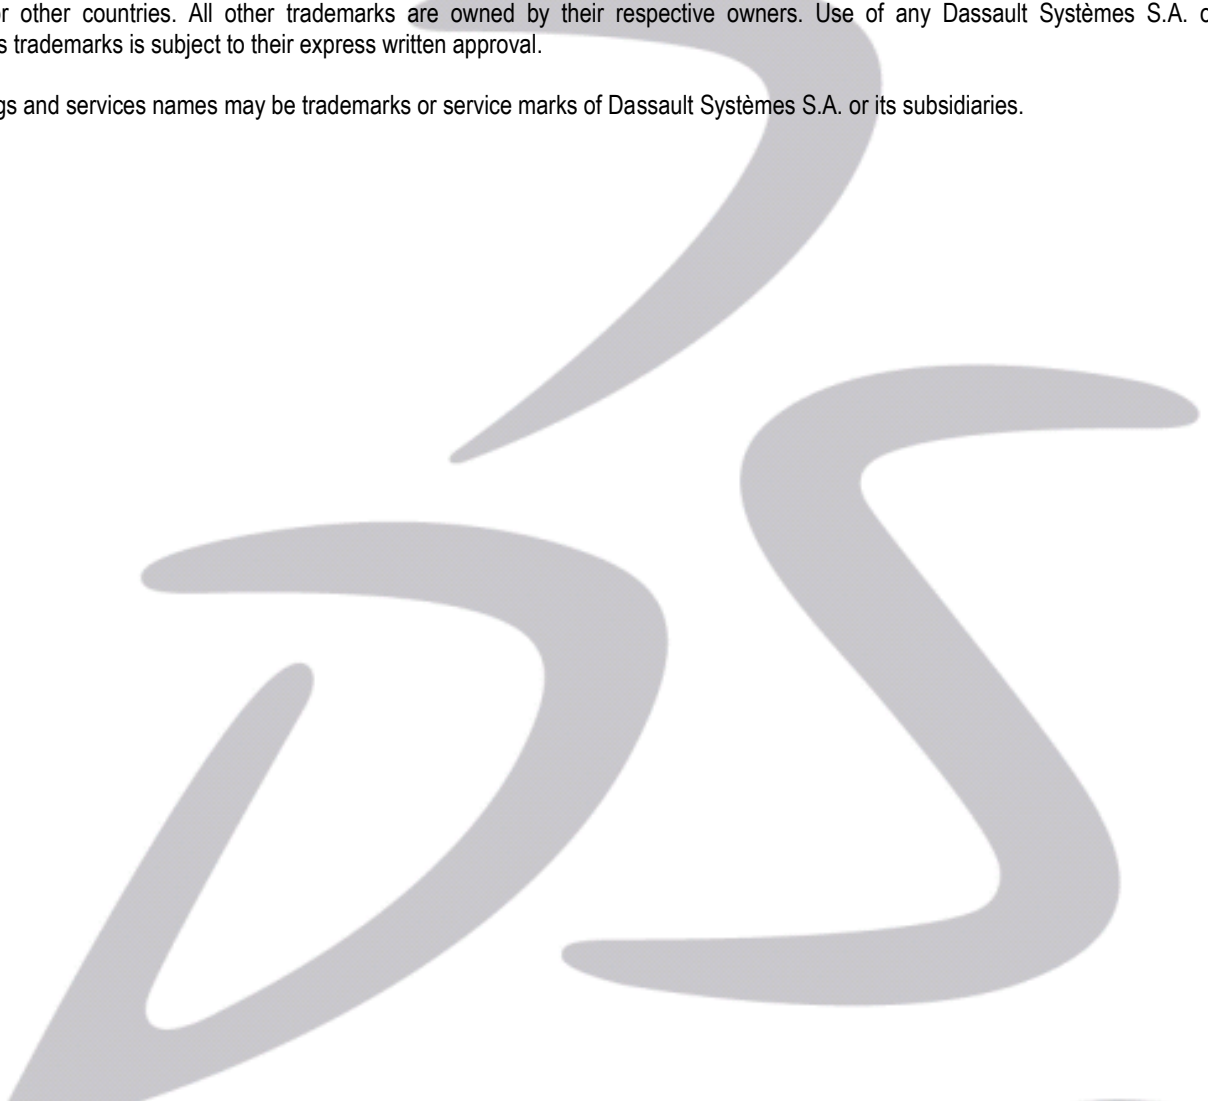 other countries. All other trademarks are owned by their respective owners. Use of any Dassault Systèmes S.A.
trademarks is subject to their express written approval.
and services names may be trademarks or service marks of Dassault Systèmes S.A. or its subsidiaries.